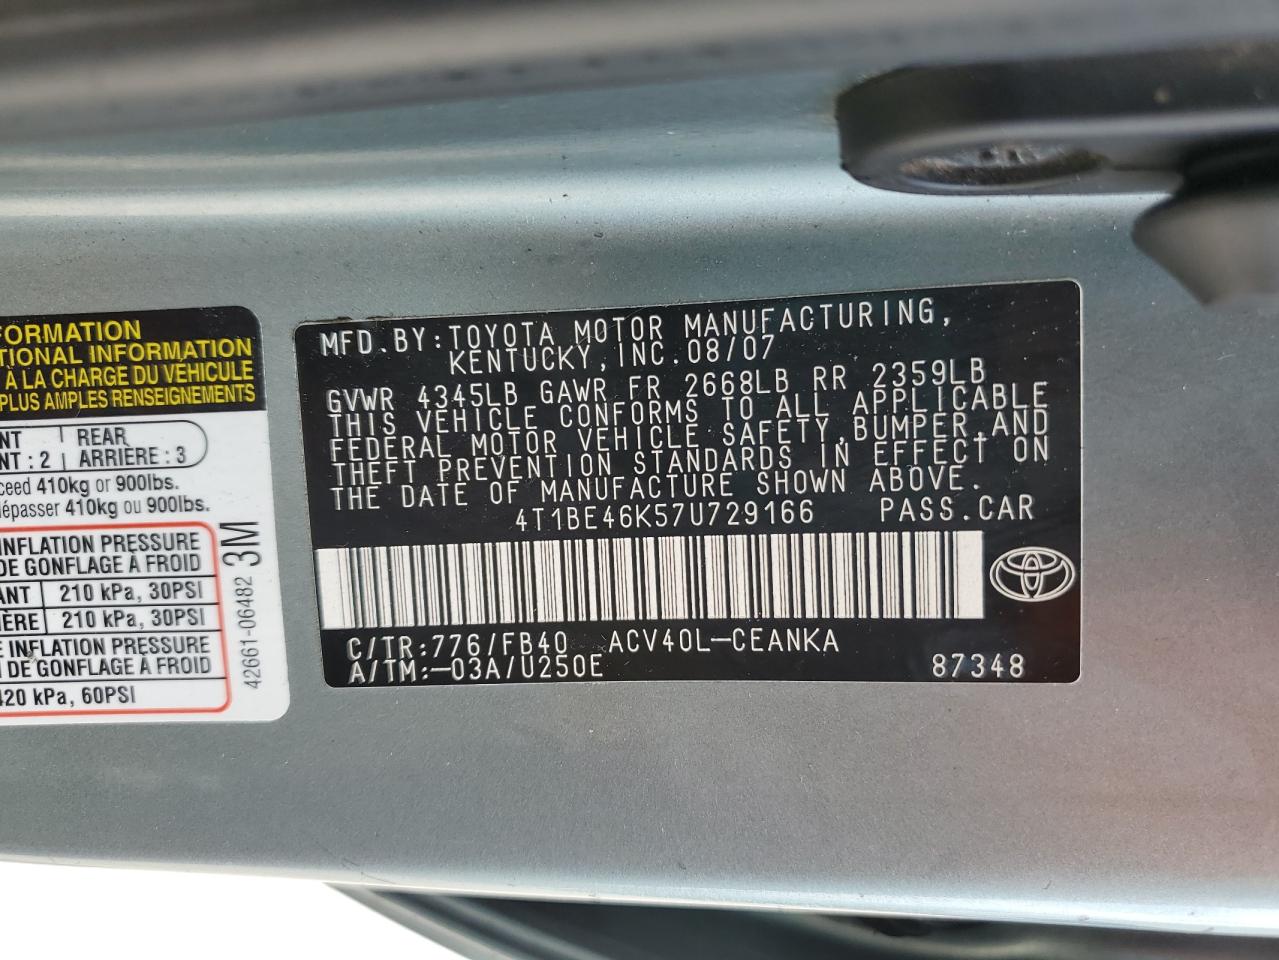 FORMATION
TIONAL INFORMATION
À LA CHARGE DU VÉHICULE
PLUS AMPLES RENSEIGNEMENTS
NT REAR
NT : 2 ARRIÈRE : 3
ceed 410kg or 900lbs.
dépasser 410kg ou 900lbs.
INFLATION PRESSURE
DE GONFLAGE À FROID
ANT 210 kPa, 30PSI
IÈRE 210 kPa, 30PSI
E INFLATION PRESSURE
N DE GONFLAGE À FROID
420 kPa, 60PSI
42661-06482 3M
MFD.BY:TOYOTA MOTOR MANUFACTURING,
KENTUCKY,INC.08/07
GVWR 4345LB GAWR FR 2668LB RR 2359LB
THIS VEHICLE CONFORMS TO ALL APPLICABLE
FEDERAL MOTOR VEHICLE SAFETY,BUMPER,AND
THEFT PREVENTION STANDARDS IN EFFECT ON
THE DATE OF MANUFACTURE SHOWN ABOVE.
4T1BE46K57U729166 PASS.CAR
C/TR:776/FB40 ACV40L-CEANKA
A/TM:-03A/U250E 87348